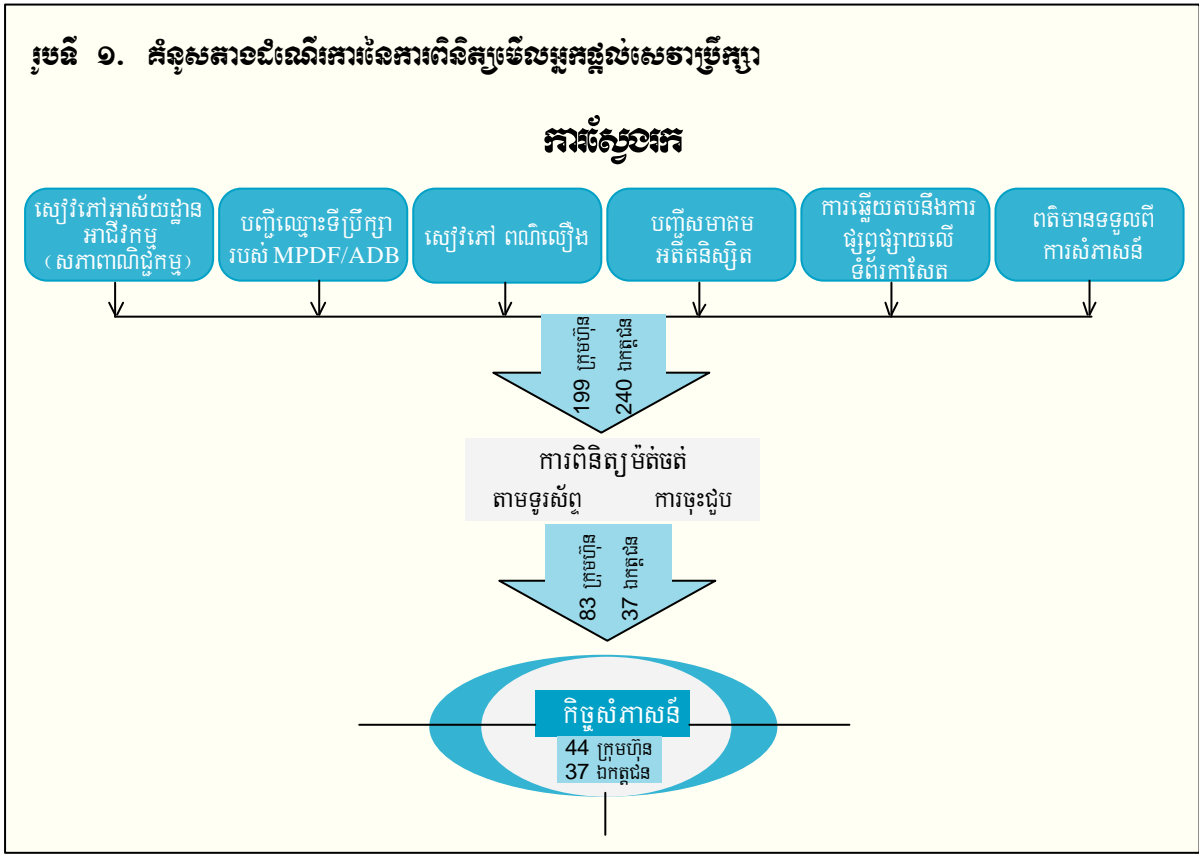 រូបទី ១. គំនូសតាងដំណើរការនៃការពិនិត្យមើលអ្នកផ្តល់សេវាប្រឹក្សា
ការស្វែងរក
សៀវភៅអាស័យដ្ឋាន
អាជីវកម្ម
(សភាពាណិជ្ជកម្ម)
បញ្ជីឈ្មោះទីប្រឹក្សា
របស់ MPDF/ADB
សៀវភៅ ពណ៌លឿង
បញ្ជីសមាគម
អតីតនិស្សិត
ការឆ្លើយតបនឹងការ
ផ្សព្វផ្សាយលើ
ទំព័រកាសែត
ពត៌មានទទួលពី
ការសំភាសន៍
199 ក្រុមហ៊ុន
240 ឯកត្តជន
ការពិនិត្យម៉ត់ចត់
តាមទូរស័ព្ទ ការចុះជួប
83 ក្រុមហ៊ុន
37 ឯកត្តជន
កិច្ចសំភាសន៍
44 ក្រុមហ៊ុន
37 ឯកត្តជន